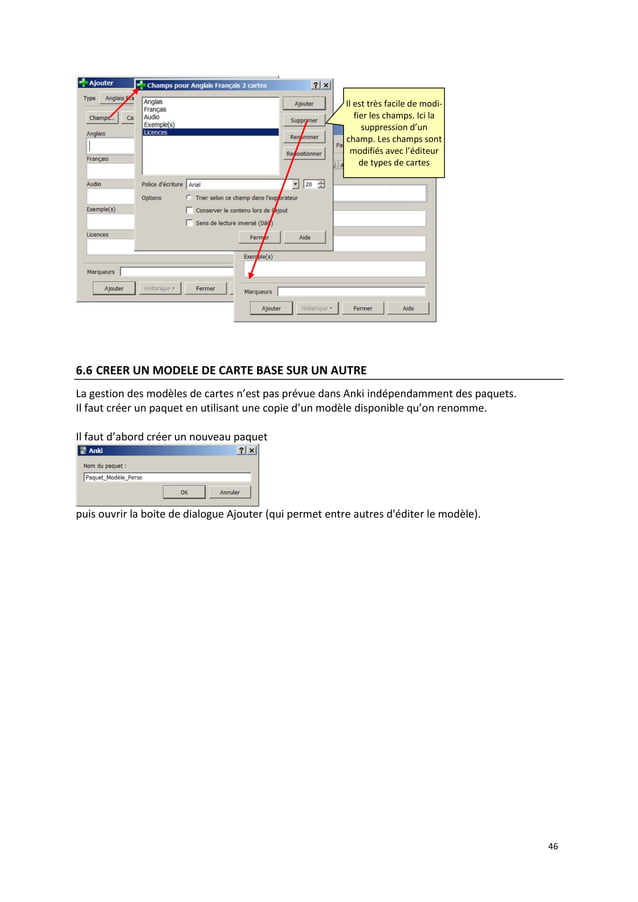 Ajouter
Type
Champs...
Anglais
Français
Audio
Exemple(s)
Licences
Marqueurs
Ajouter
Historique
Fermer
Champs pour Anglais Français 2 cartes
Anglais
Français
Audio
Exemple(s)
Licences
Ajouter
Supprimer
Renommer
Repositionner
Police d'écriture Arial 20
Options Trier selon ce champ dans l'explorateur
Conserver le contenu lors de l'ajout
Sens de lecture inversé (DàG)
Fermer Aide
Exemple(s)
Marqueurs
Ajouter Historique Fermer Aide
Il est très facile de modi-
fier les champs. Ici la
suppression d’un
champ. Les champs sont
modifiés avec l’éditeur
de types de cartes
6.6 CREER UN MODELE DE CARTE BASE SUR UN AUTRE
La gestion des modèles de cartes n’est pas prévue dans Anki indépendamment des paquets.
Il faut créer un paquet en utilisant une copie d’un modèle disponible qu’on renomme.
Il faut d’abord créer un nouveau paquet
Anki
Nom du paquet :
Paquet_Modèle_Perso
OK Annuler
puis ouvrir la boite de dialogue Ajouter (qui permet entre autres d'éditer le modèle).
46